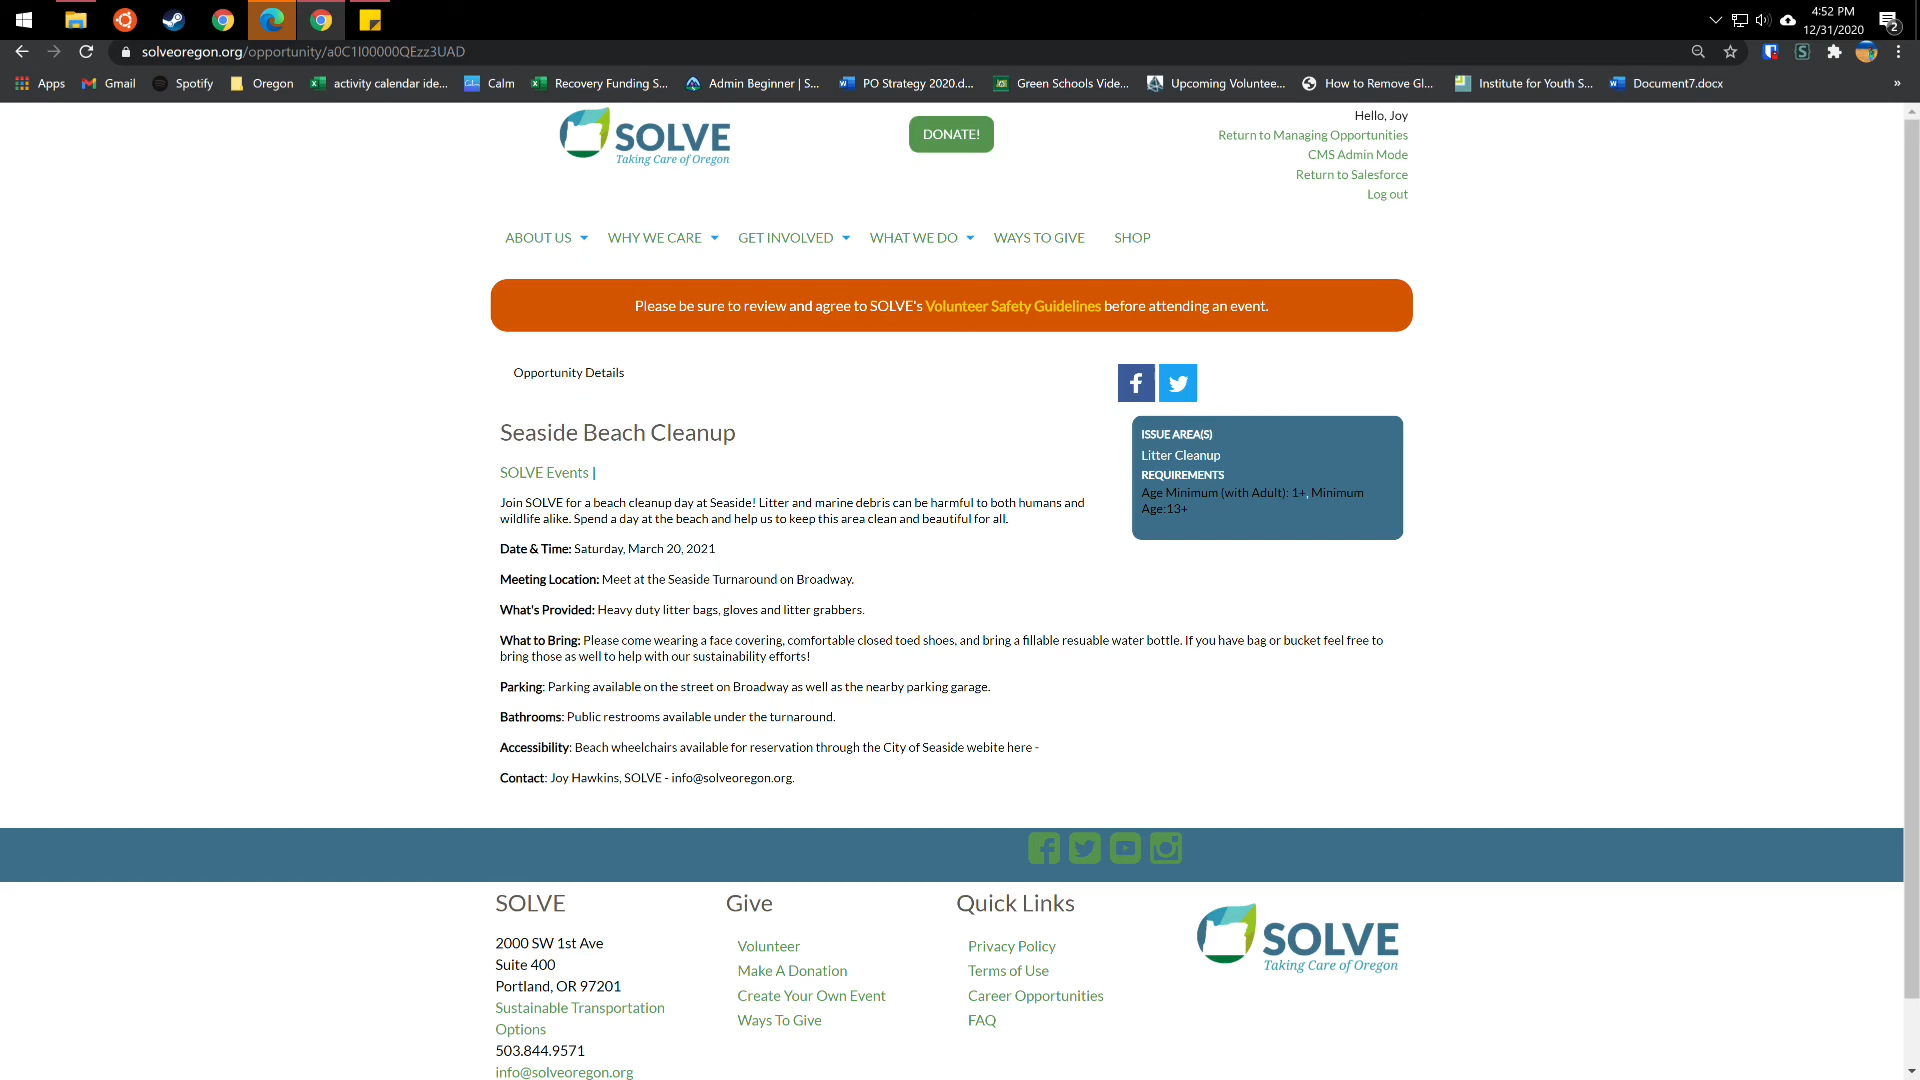 4:52 PM
12/31/2020
2
solveoregon.org/opportunity/a0C1I00000QEzz3UAD
Apps Gmail Spotify Oregon activity calendar ide... Calm Recovery Funding S... Admin Beginner | S... PO Strategy 2020.d... Green Schools Vide... Upcoming Voluntee... How to Remove Gl... Institute for Youth S... Document7.docx »
SOLVE
Taking Care of Oregon
DONATE!
Hello, Joy
Return to Managing Opportunities
CMS Admin Mode
Return to Salesforce
Log out
ABOUT US WHY WE CARE GET INVOLVED WHAT WE DO WAYS TO GIVE SHOP
Please be sure to review and agree to SOLVE's Volunteer Safety Guidelines before attending an event.
Opportunity Details
Seaside Beach Cleanup
SOLVE Events |
Join SOLVE for a beach cleanup day at Seaside! Litter and marine debris can be harmful to both humans and
wildlife alike. Spend a day at the beach and help us to keep this area clean and beautiful for all.
ISSUE AREA(S)
Litter Cleanup
REQUIREMENTS
Age Minimum (with Adult): 1+, Minimum
Age:13+
Date & Time: Saturday, March 20, 2021
Meeting Location: Meet at the Seaside Turnaround on Broadway.
What's Provided: Heavy duty litter bags, gloves and litter grabbers.
What to Bring: Please come wearing a face covering, comfortable closed toed shoes, and bring a fillable resuable water bottle. If you have bag or bucket feel free to
bring those as well to help with our sustainability efforts!
Parking: Parking available on the street on Broadway as well as the nearby parking garage.
Bathrooms: Public restrooms available under the turnaround.
Accessibility: Beach wheelchairs available for reservation through the City of Seaside webite here -
Contact: Joy Hawkins, SOLVE - info@solveoregon.org.
SOLVE
2000 SW 1st Ave
Suite 400
Portland, OR 97201
Sustainable Transportation
Options
503.844.9571
info@solveoregon.org
Give
Volunteer
Make A Donation
Create Your Own Event
Ways To Give
Quick Links
Privacy Policy
Terms of Use
Career Opportunities
FAQ
SOLVE
Taking Care of Oregon